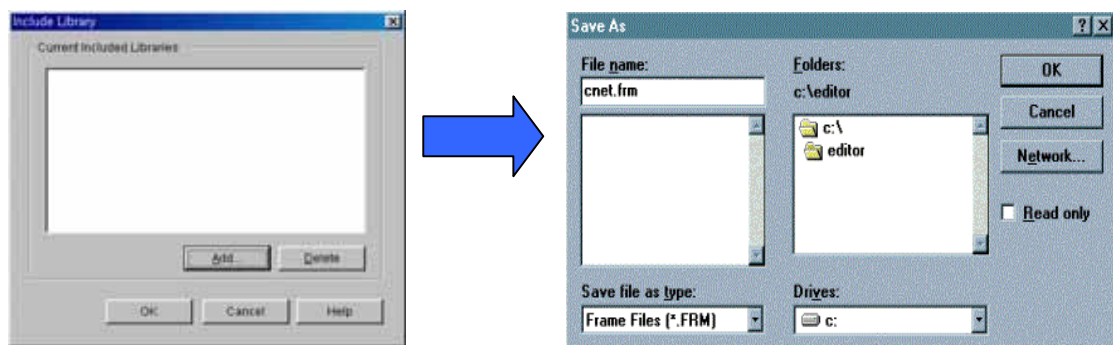 Include Library
Current Included Libraries
Add...
Delete
OK
Cancel
Help
Save As
File name:
cnet.frm
Folders:
c:\editor
c:\
editor
OK
Cancel
Network...
Read only
Save file as type:
Frame Files (*.FRM)
Drives:
c: